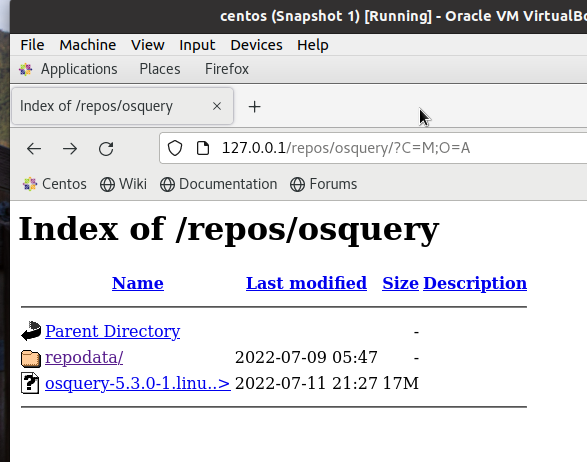 centos (Snapshot 1) [Running] - Oracle VM VirtualBo
File Machine View Input Devices Help
Applications Places Firefox
Index of /repos/osquery × +
127.0.0.1/repos/osquery/?C=M;O=A
Centos Wiki Documentation Forums
Index of /repos/osquery
Name Last modified Size Description
Parent Directory -
repodata/ 2022-07-09 05:47 -
osquery-5.3.0-1.linu..> 2022-07-11 21:27 17M